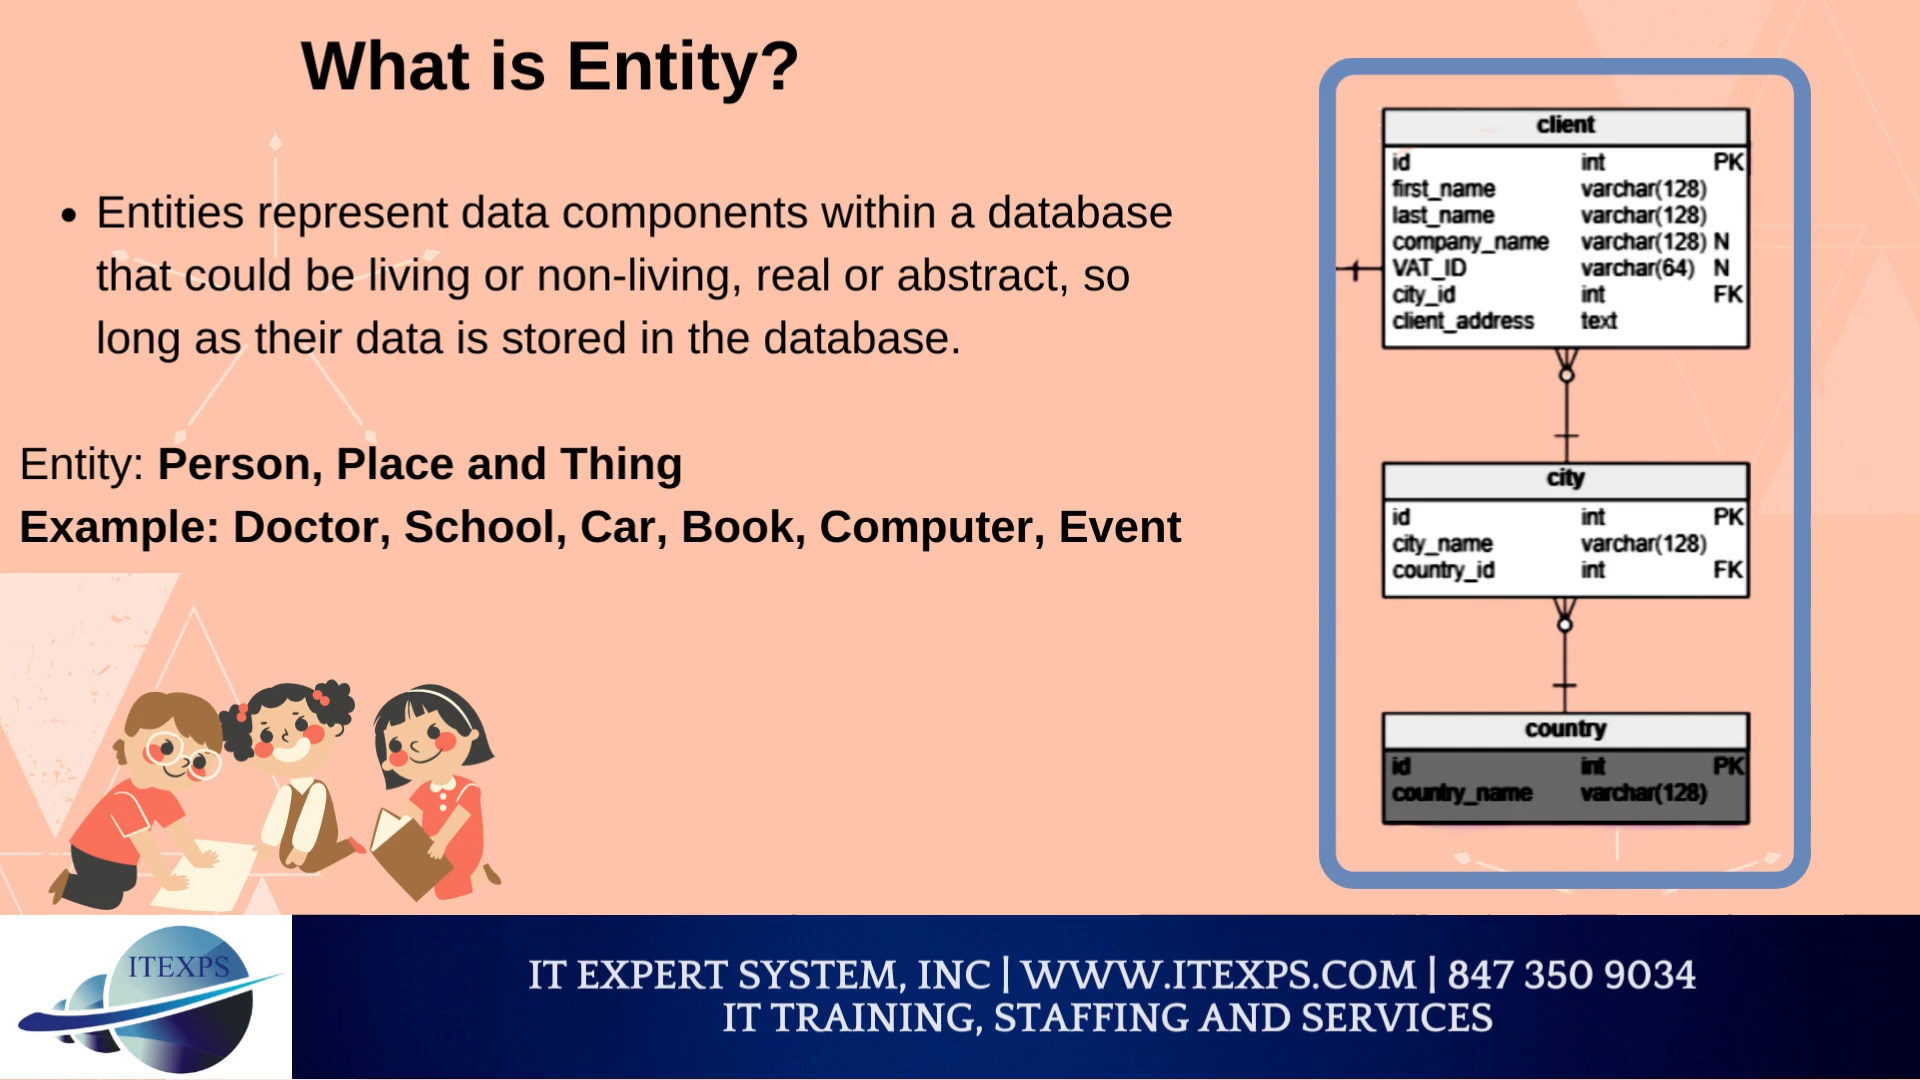 What is Entity?
• Entities represent data components within a database
that could be living or non-living, real or abstract, so
long as their data is stored in the database.
Entity: Person, Place and Thing
Example: Doctor, School, Car, Book, Computer, Event
client
id int PK
first_name varchar(128)
last_name varchar(128)
company_name varchar(128) N
VAT_ID varchar(64) N
city_id int FK
client_address text
city
id int PK
city_name varchar(128)
country_id int FK
country
id int PK
country_name varchar(128)
ITEXPS
IT EXPERT SYSTEM, INC | WWW.ITEXPS.COM | 847 350 9034
IT TRAINING, STAFFING AND SERVICES